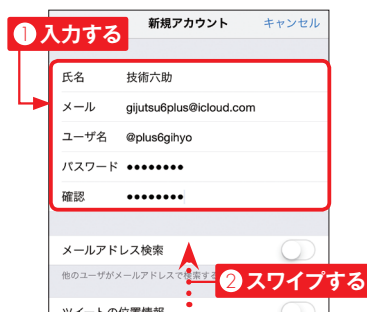 新規アカウント キャンセル
① 入力する
氏名 技術六助
メール gijutsu6plus@icloud.com
ユーザ名 @plus6gihyo
パスワード ●●●●●●●●
確認 ●●●●●●●●
メールアドレス検索
他のユーザがメールアドレスで検索する
② スワイプする
ツイートの位置情報